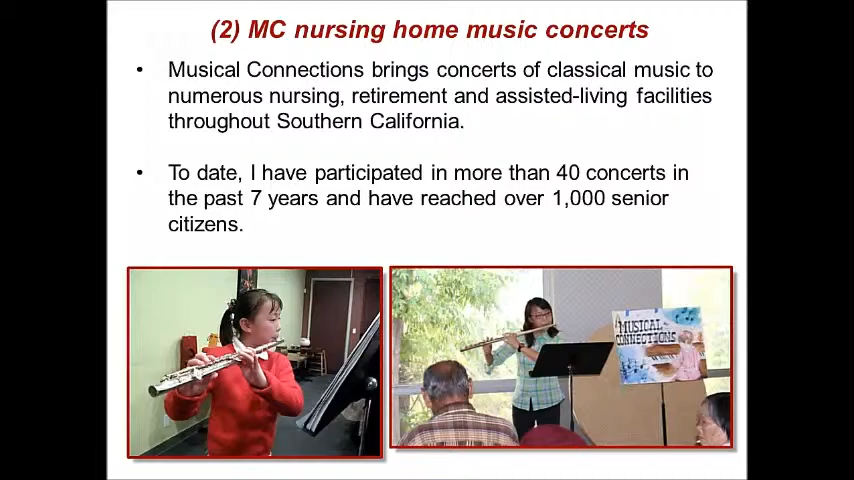 (2) MC nursing home music concerts
• Musical Connections brings concerts of classical music to
numerous nursing, retirement and assisted-living facilities
throughout Southern California.
• To date, I have participated in more than 40 concerts in
the past 7 years and have reached over 1,000 senior
citizens.
MUSICAL
CONNECTIONS